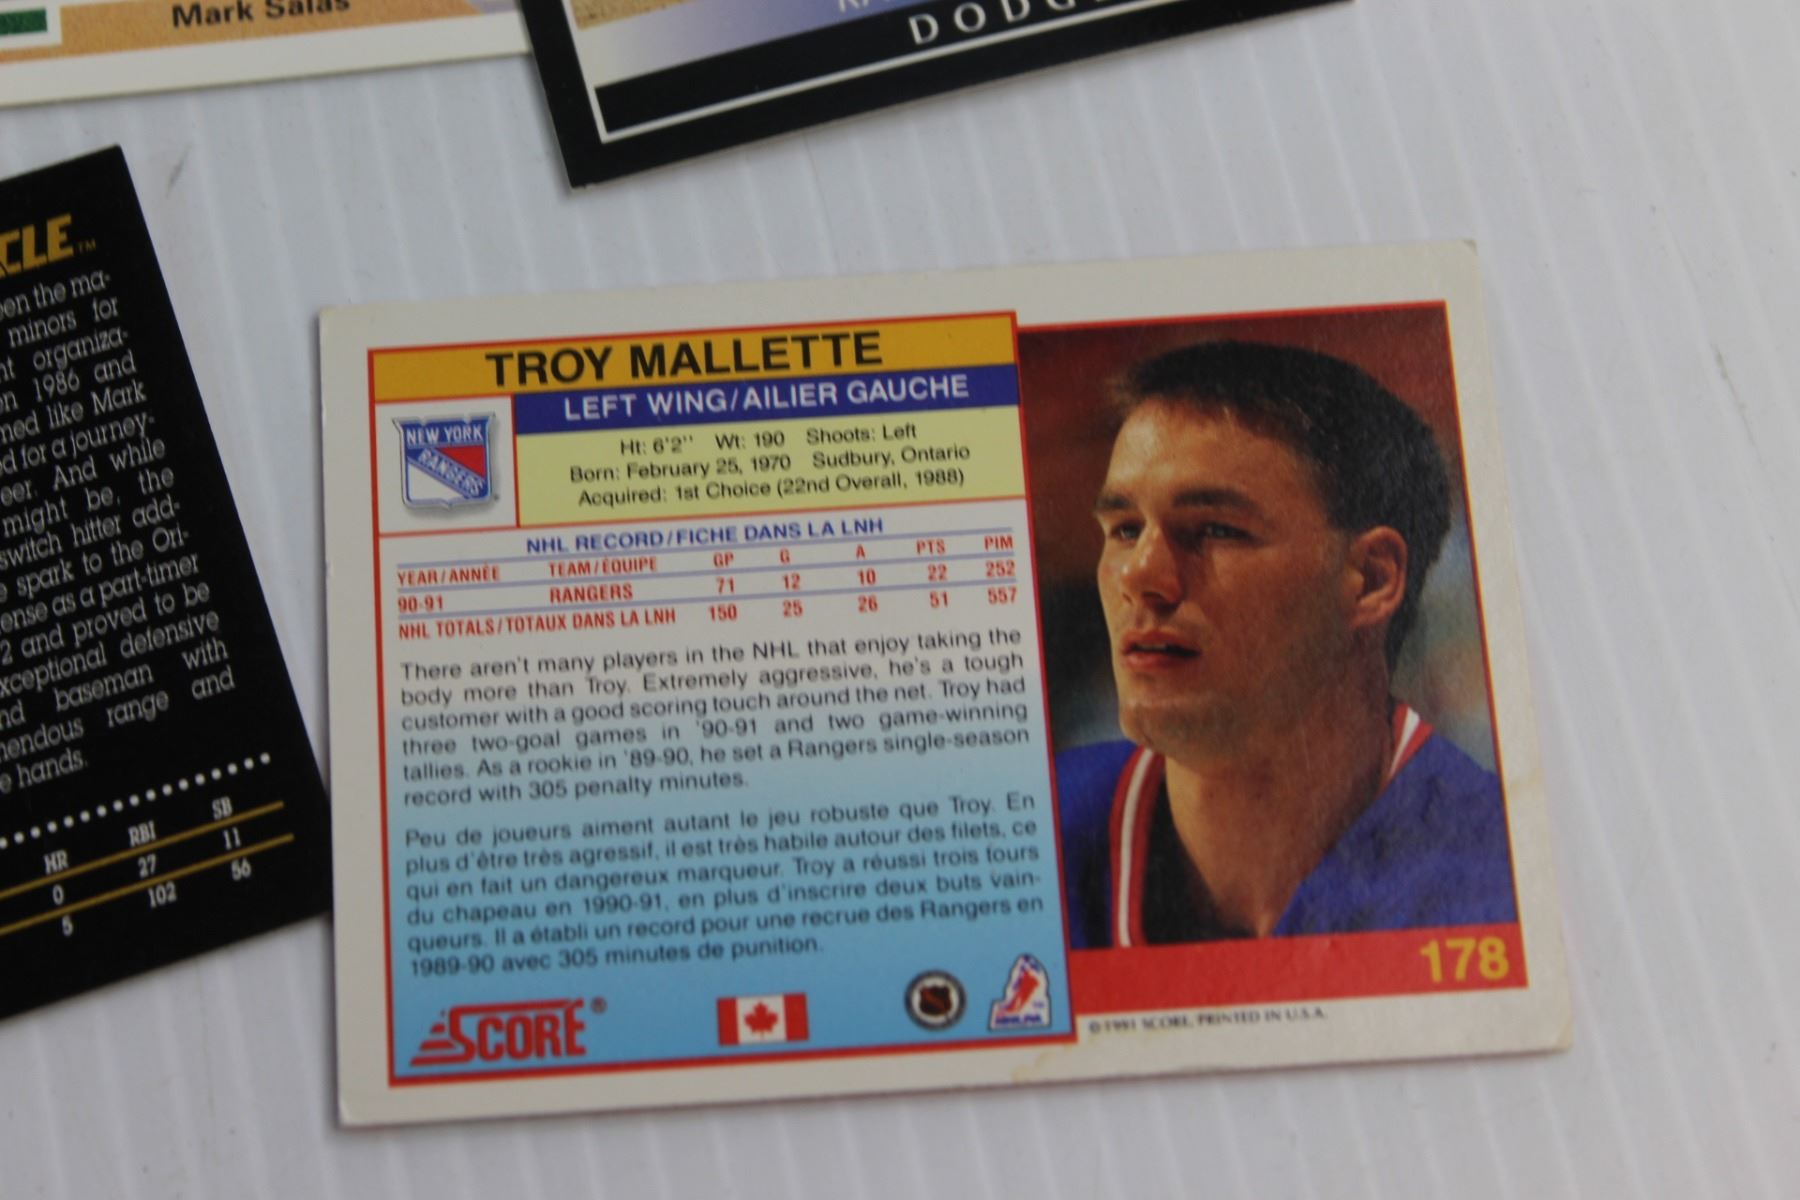 Mark Salas
DODG
CLE™
een the ma-
minors for
nt organiza-
on 1986 and
ned like Mark
d for a journey-
eer. And while
might be, the
switch hitter add-
spark to the Ori-
ense as a part-timer
2 and proved to be
xceptional defensive
baseman with
mendous range and
hands.
HR RBI SB
0 27 11
5 102 56
TROY MALLETTE
LEFT WING/AILIER GAUCHE
NEW YORK
RANGERS
Ht: 6'2" Wt: 190 Shoots: Left
Born: February 25, 1970 Sudbury, Ontario
Acquired: 1st Choice (22nd Overall, 1988)
NHL RECORD/FICHE DANS LA LNH
YEAR/ANNÉE TEAM/ÉQUIPE GP G A PTS PIM
90-91 RANGERS 71 12 10 22 252
NHL TOTALS/TOTAUX DANS LA LNH 150 25 26 51 557
There aren't many players in the NHL that enjoy taking the
body more than Troy. Extremely aggressive, he's a tough
customer with a good scoring touch around the net. Troy had
three two-goal games in '90-91 and two game-winning
tallies. As a rookie in '89-90, he set a Rangers single-season
record with 305 penalty minutes.
Peu de joueurs aiment autant le jeu robuste que Troy. En
plus d'être très agressif, il est très habile autour des filets, ce
qui en fait un dangereux marqueur. Troy a réussi trois tours
du chapeau en 1990-91, en plus d'inscrire deux buts vain-
queurs. Il a établi un record pour une recrue des Rangers en
1989-90 avec 305 minutes de punition.
SCORE®
NHLPA
178
© 1991 SCORE, PRINTED IN U.S.A.